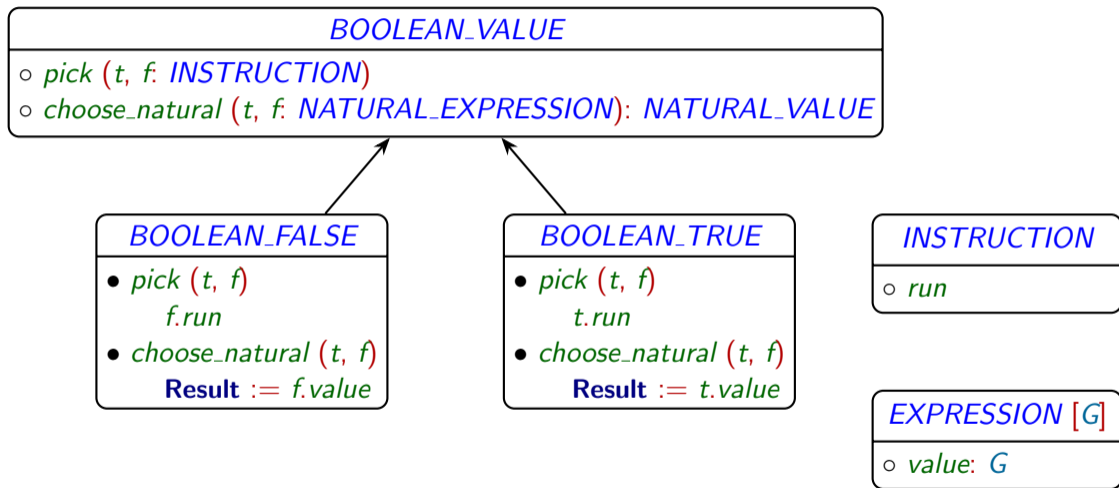 BOOLEAN_VALUE
○ pick (t, f: INSTRUCTION)
○ choose_natural (t, f: NATURAL_EXPRESSION): NATURAL_VALUE
BOOLEAN_FALSE
● pick (t, f)
f.run
● choose_natural (t, f)
Result := f.value
BOOLEAN_TRUE
● pick (t, f)
t.run
● choose_natural (t, f)
Result := t.value
INSTRUCTION
○ run
EXPRESSION [G]
○ value: G